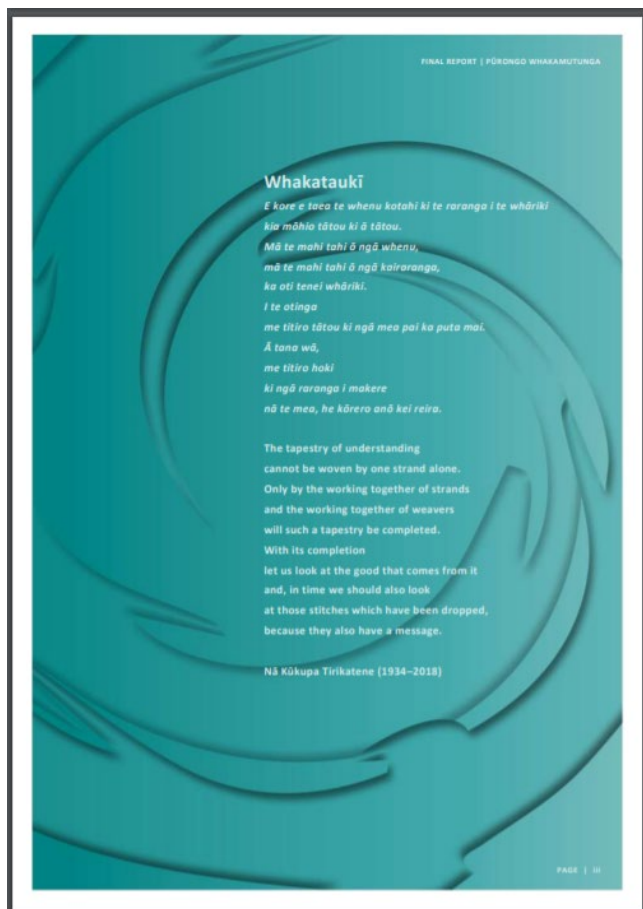 FINAL REPORT | PŪRONGO WHAKAMUTUNGA
Whakataukī
E kore e taea te whenu kotahi ki te raranga i te whāriki
kia mōhio tātou ki ā tātou.
Mā te mahi tahi ō ngā whenu,
mā te mahi tahi ō ngā kairaranga,
ka oti tenei whāriki.
I te otinga
me titiro tātou ki ngā mea pai ka puta mai.
Ā tana wā,
me titiro hoki
ki ngā raranga i makere
nā te mea, he kōrero anō kei reira.
The tapestry of understanding
cannot be woven by one strand alone.
Only by the working together of strands
and the working together of weavers
will such a tapestry be completed.
With its completion
let us look at the good that comes from it
and, in time we should also look
at those stitches which have been dropped,
because they also have a message.
Nā Kūkupa Tirikatene (1934–2018)
PAGE | iii